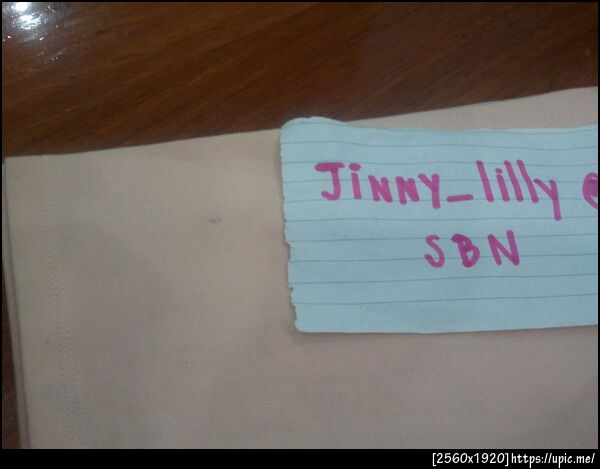 Jinny_lilly @
SBN
[2560x1920]https://upic.me/